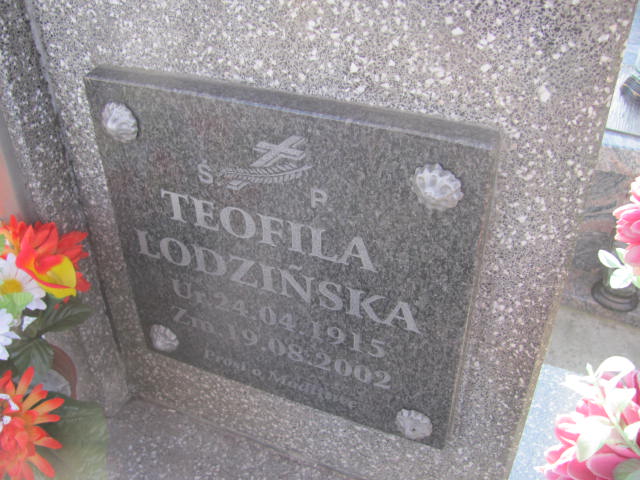 Ś P
TEOFILA
LODZIŃSKA
Ur. 24.04.1915
Zm. 19.08.2002
Prosi o Modlitwę